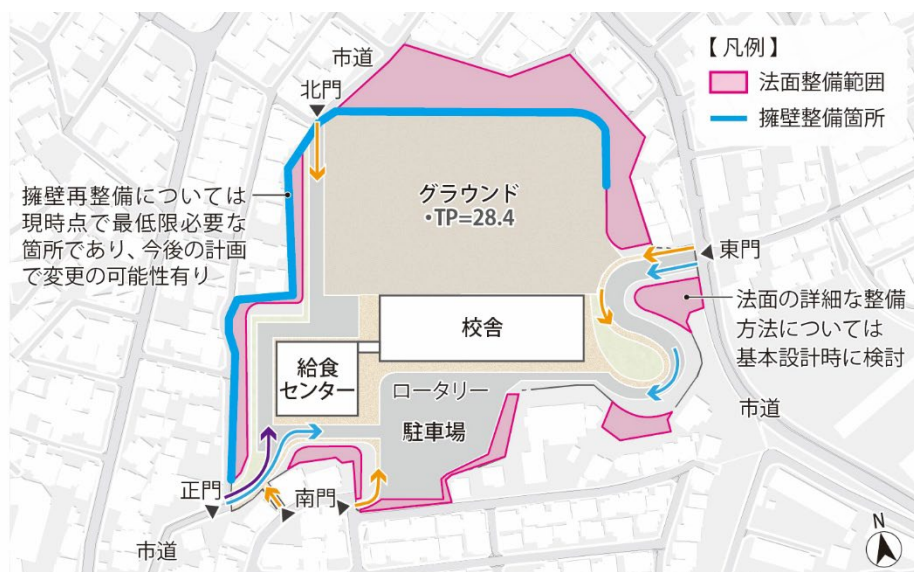 【凡例】
法面整備範囲
擁壁整備箇所
市道
北門
グラウンド
・TP=28.4
擁壁再整備については
現時点で最低限必要な
箇所であり、今後の計画
で変更の可能性有り
東門
法面の詳細な整備
方法については
基本設計時に検討
校舎
給食
センター
ロータリー
駐車場
市道
正門
南門
市道
N